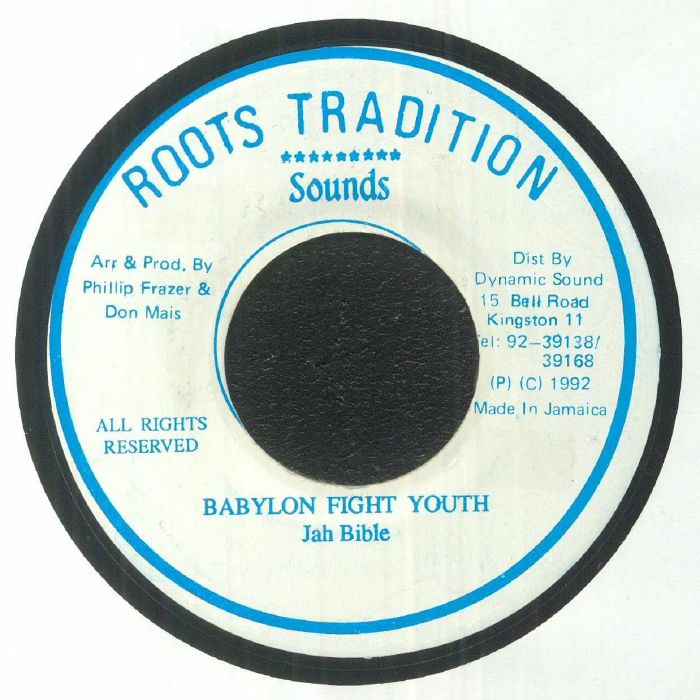 ROOTS TRADITION
*********
Sounds
Arr & Prod. By
Phillip Frazer &
Don Mais
Dist By
Dynamic Sound
15 Bell Road
Kingston 11
el: 92-39138/
39168
(P) (C) 1992
Made In Jamaica
ALL RIGHTS
RESERVED
BABYLON FIGHT YOUTH
Jah Bible